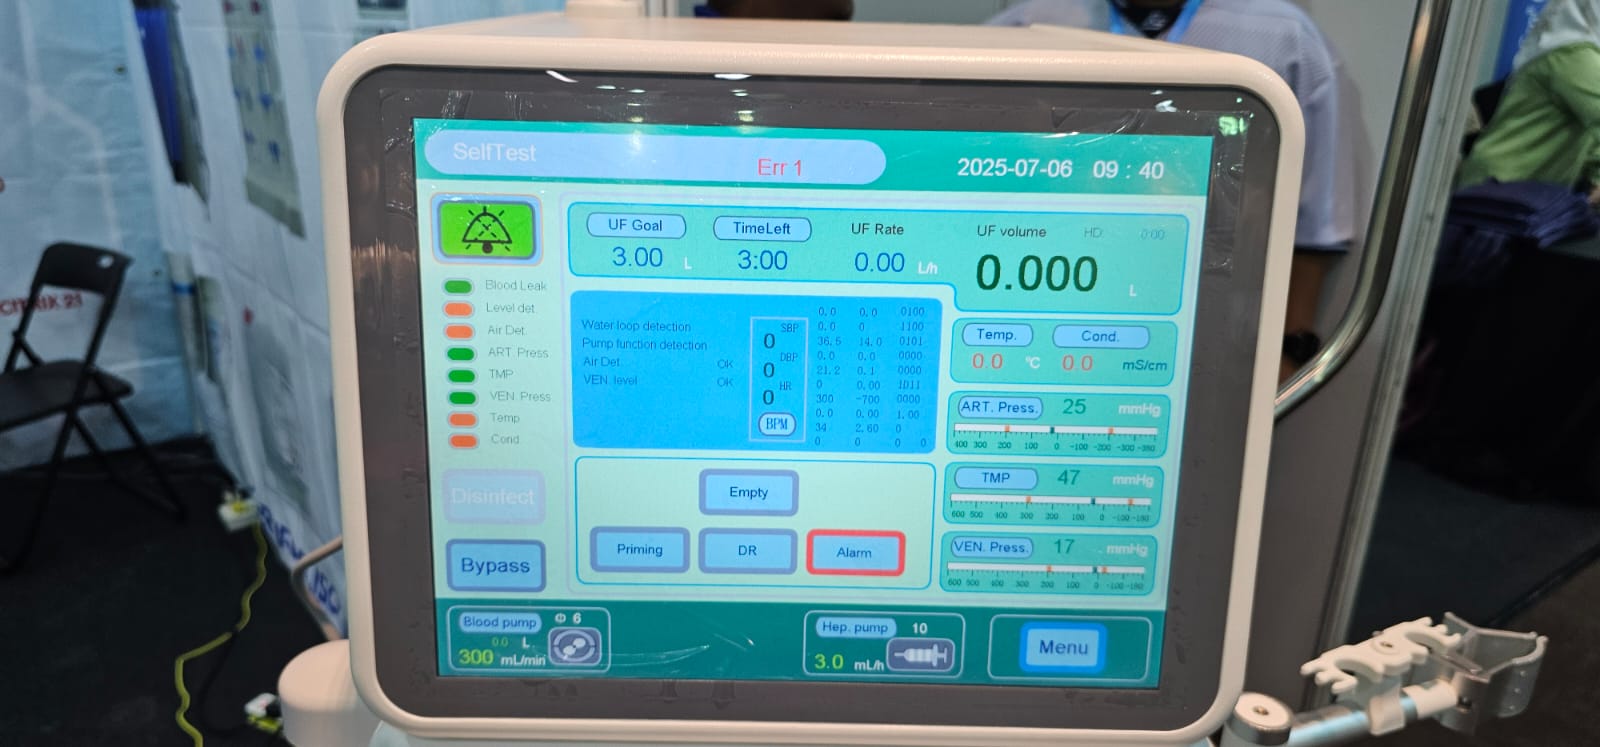 SelfTest
Err 1
2025-07-06 09 : 40
UF Goal
3.00 L
TimeLeft
3:00
UF Rate
0.00 L/h
UF volume HD: 0:00
0.000 L
Blood Leak
Level det.
Air Det.
ART. Press
TMP
VEN. Press
Temp
Cond
Disinfect
Bypass
Water loop detection
Pump function detection
Air Det. OK
VEN. level OK
SBP
0
DBP
0
HR
0
BPM
0.0 0.0 0100
0.0 0 1100
36.5 14.0 0101
0.0 0.0 0000
21.2 0.1 0000
0 0.00 1011
300 -700 0000
0.0 0.00 1.00
34 2.60 0
0 0 0 0
Temp. Cond.
0.0 °C 0.0 mS/cm
ART. Press. 25 mmHg
400 300 200 100 0 -100 -200 -300 -350
TMP 47 mmHg
600 500 400 300 200 100 0 -100 -150
VEN. Press. 17 mmHg
600 500 400 300 200 100 0 -100 -150
Empty
Priming
DR
Alarm
Blood pump Φ 6
0.0 L
300 mL/min
Hep. pump 10
3.0 mL/h
Menu